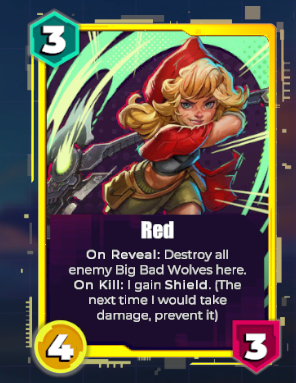 3
Red
On Reveal: Destroy all
enemy Big Bad Wolves here.
On Kill: I gain Shield. (The
next time I would take
damage, prevent it)
4
3